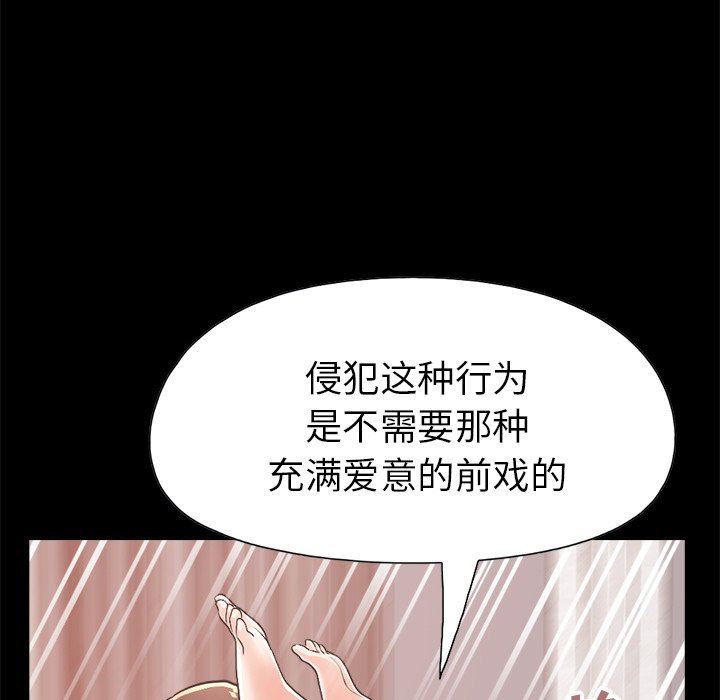 侵犯这种行为
是不需要那种
充满爱意的前戏的